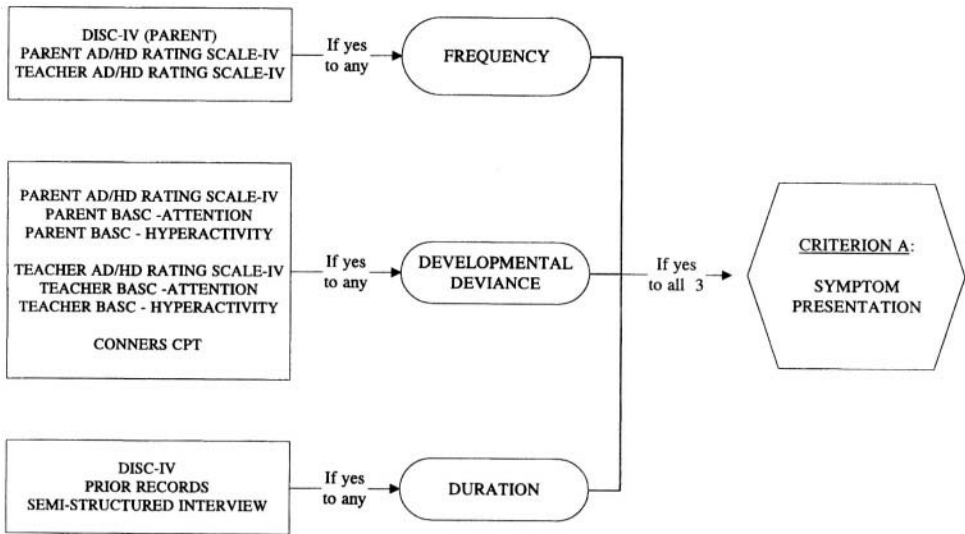 DISC-IV (PARENT)
PARENT AD/HD RATING SCALE-IV
TEACHER AD/HD RATING SCALE-IV
If yes
to any
FREQUENCY
PARENT AD/HD RATING SCALE-IV
PARENT BASC -ATTENTION
PARENT BASC - HYPERACTIVITY
TEACHER AD/HD RATING SCALE-IV
TEACHER BASC -ATTENTION
TEACHER BASC - HYPERACTIVITY
CONNERS CPT
If yes
to any
DEVELOPMENTAL
DEVIANCE
If yes
to all 3
CRITERION A:
SYMPTOM
PRESENTATION
DISC-IV
PRIOR RECORDS
SEMI-STRUCTURED INTERVIEW
If yes
to any
DURATION